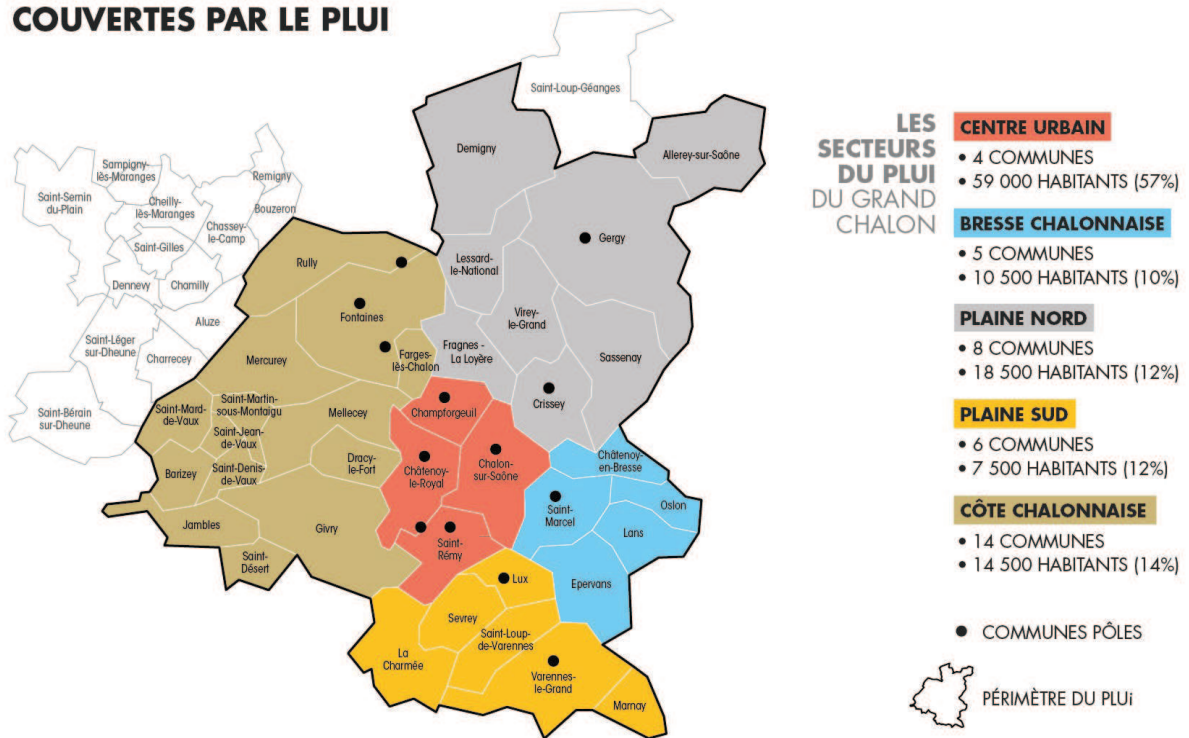 COUVERTES PAR LE PLUI
Saint-Loup-Géanges
Demigny
Allerey-sur-Saône
Sampigny-
lès-Maranges
Remigny
Saint-Sernin
du-Plain
Cheilly-
lès-Maranges
Bouzeron
Chassey-
le-Camp
Saint-Gilles
Dennevy
Chamilly
Aluze
Saint-Léger
sur-Dheune
Charrecey
Saint-Bérain
sur-Dheune
Gergy
Rully
Lessard-
le-National
Fontaines
Virey-
le-Grand
Fragnes -
La Loyère
Sassenay
Farges-
lès-Chalon
Mercurey
Crissey
Saint-Mard-
de-Vaux
Saint-Martin-
sous-Montaigu
Mellecey
Champforgeuil
Saint-Jean-
de-Vaux
Barizey
Saint-Denis-
de-Vaux
Dracy-
le-Fort
Châtenoy-
le-Royal
Chalon-
sur-Saône
Châtenoy-
en-Bresse
Saint-
Marcel
Oslon
Lans
Jambles
Givry
Saint-
Rémy
Saint-
Désert
Lux
Epervans
Sevrey
Saint-Loup-
de-Varennes
La
Charmée
Varennes-
le-Grand
Marnay
LES
SECTEURS
DU PLUI
DU GRAND
CHALON
CENTRE URBAIN
• 4 COMMUNES
• 59 000 HABITANTS (57%)
BRESSE CHALONNAISE
• 5 COMMUNES
• 10 500 HABITANTS (10%)
PLAINE NORD
• 8 COMMUNES
• 18 500 HABITANTS (12%)
PLAINE SUD
• 6 COMMUNES
• 7 500 HABITANTS (12%)
CÔTE CHALONNAISE
• 14 COMMUNES
• 14 500 HABITANTS (14%)
COMMUNES PÔLES
PÉRIMÈTRE DU PLUi